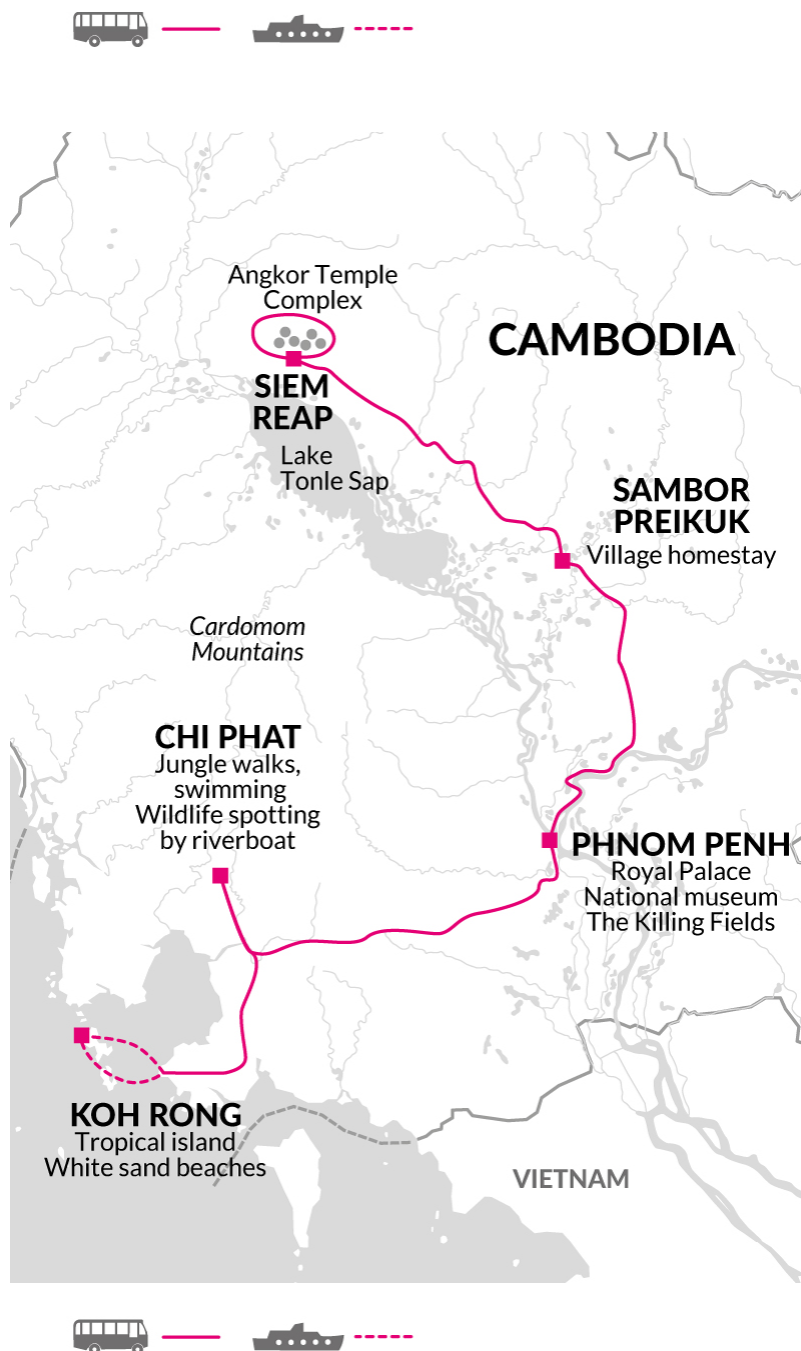 Angkor Temple
Complex
CAMBODIA
SIEM
REAP
Lake
Tonle Sap
SAMBOR
PREIKUK
Village homestay
Cardomom
Mountains
CHI PHAT
Jungle walks,
swimming
Wildlife spotting
by riverboat
PHNOM PENH
Royal Palace
National museum
The Killing Fields
KOH RONG
Tropical island
White sand beaches
VIETNAM